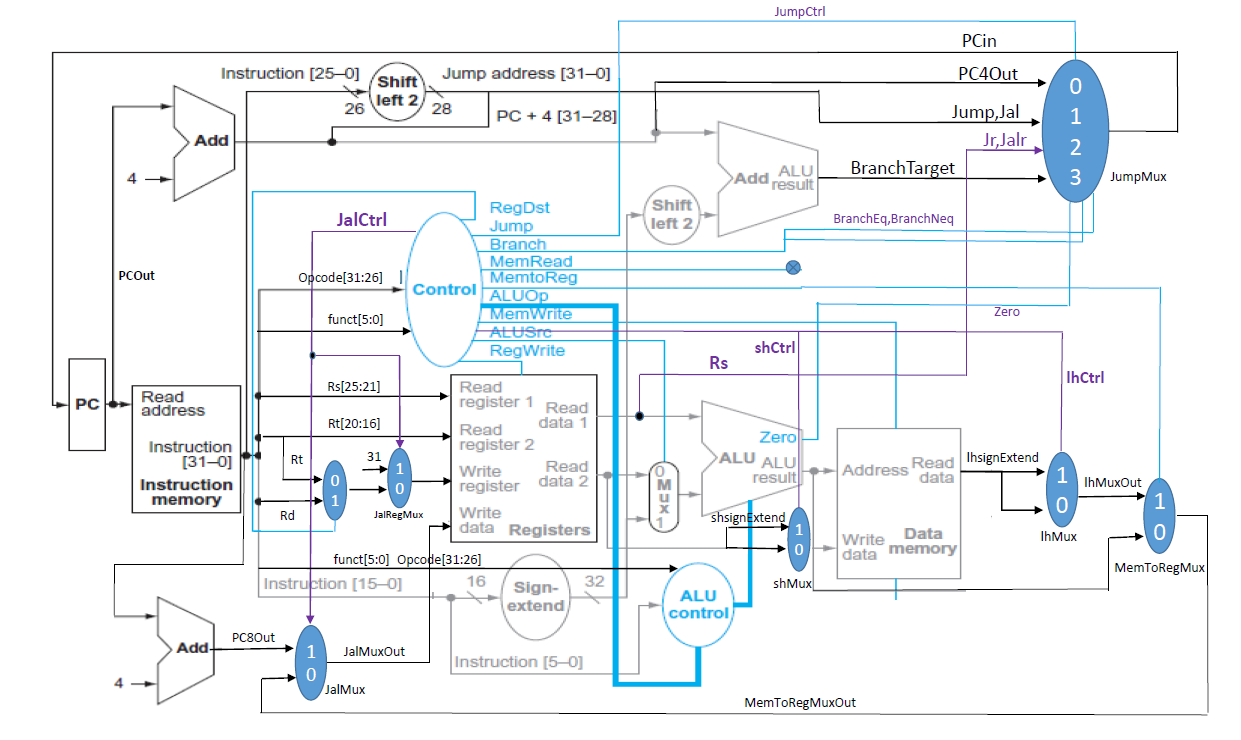 JumpCtrl
PCin
Instruction [25–0]
Shift
left 2
Jump address [31–0]
PC4Out
0
1
2
3
26
28
PC + 4 [31–28]
Jump,Jal
Add
Jr,Jalr
4
Add
ALU
result
BranchTarget
JumpMux
Shift
left 2
JalCtrl
RegDst
Jump
Branch
MemRead
MemtoReg
ALUOp
MemWrite
ALUSrc
RegWrite
BranchEq,BranchNeq
PCOut
Opcode[31:26]
Control
funct[5:0]
Zero
shCtrl
Rs
lhCtrl
PC
Read
address
Instruction
[31–0]
Instruction
memory
Rs[25:21]
Rt[20:16]
Rt
Rd
0
1
31
1
0
JalRegMux
Read
register 1
Read
register 2
Write
register
Write
data
Read
data 1
Read
data 2
Registers
0
M
u
x
1
Zero
ALU
ALU
result
shsignExtend
1
0
shMux
Address
Read
data
Write
data
Data
memory
lhsignExtend
1
0
lhMux
lhMuxOut
1
0
MemToRegMux
funct[5:0]
Opcode[31:26]
Instruction [15–0]
16
Sign-
extend
32
ALU
control
Instruction [5–0]
Add
4
PC8Out
1
0
JalMux
JalMuxOut
MemToRegMuxOut